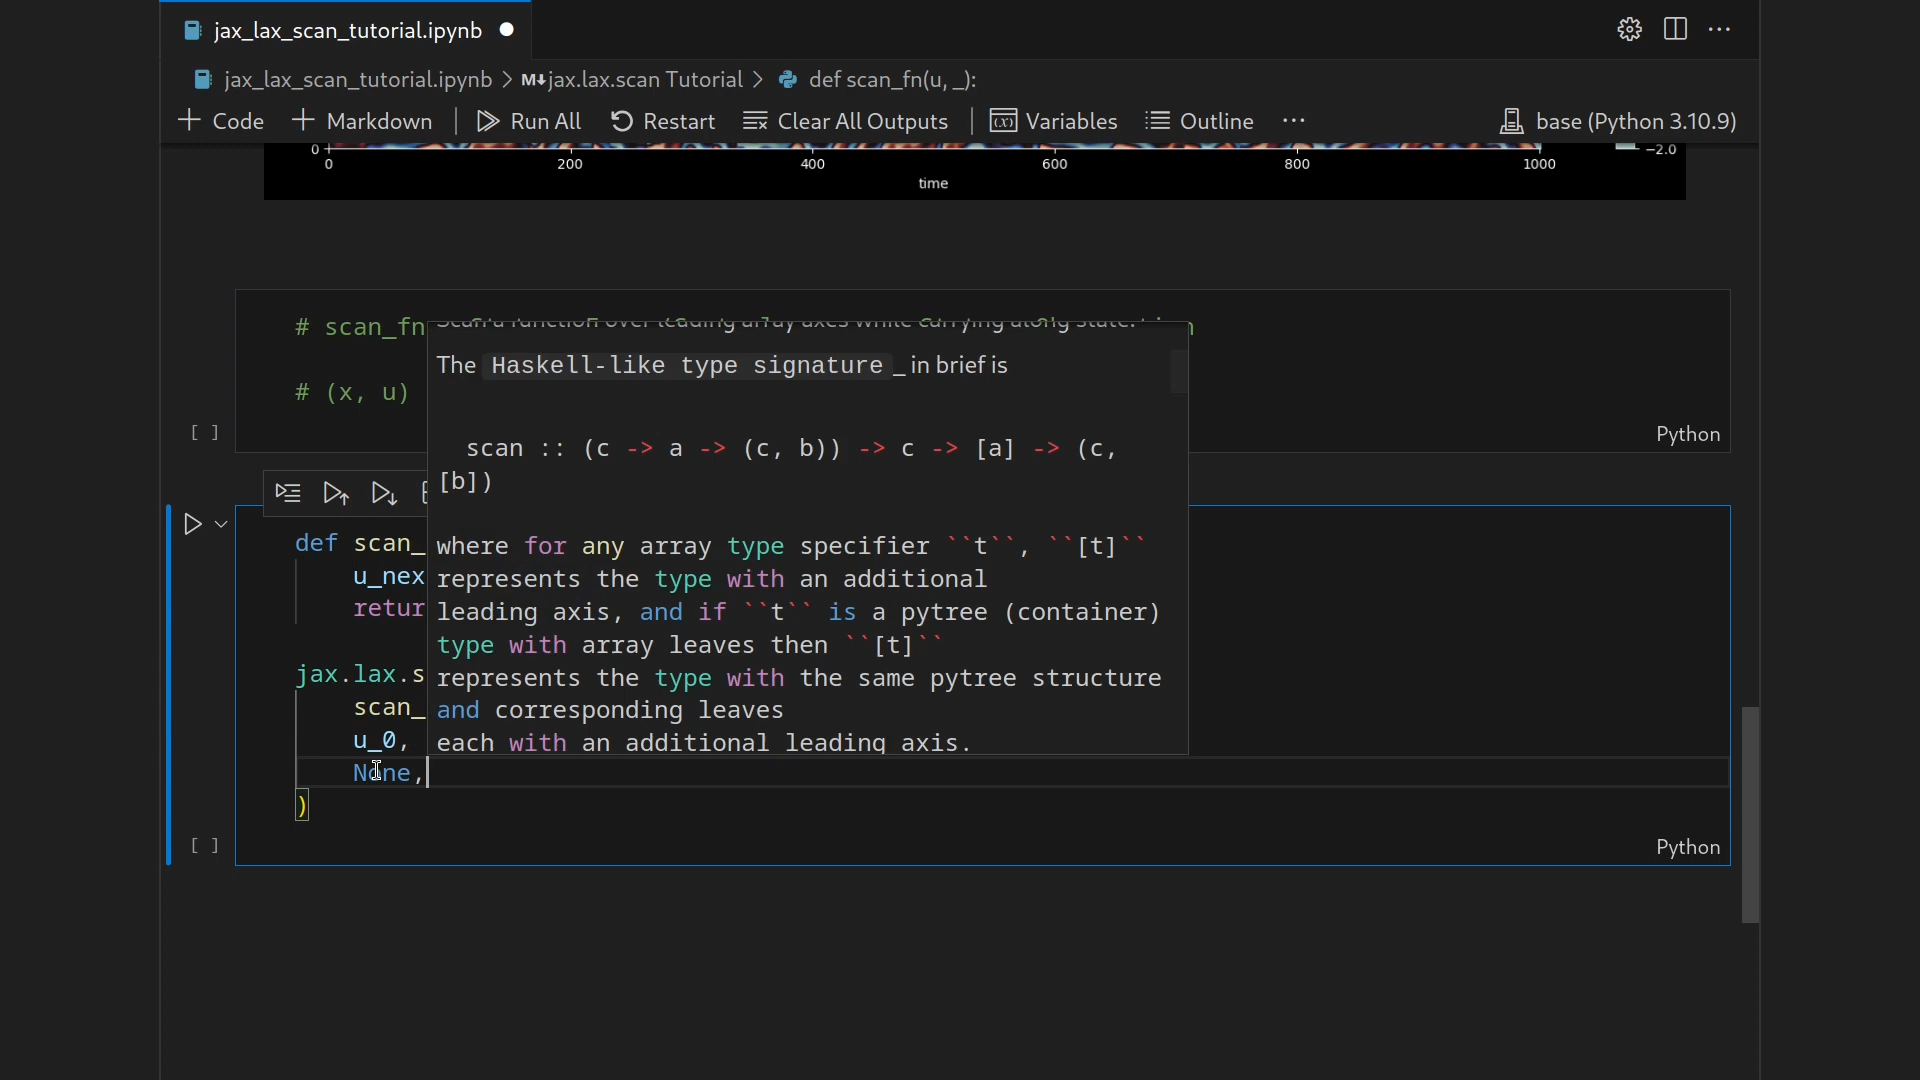 jax_lax_scan_tutorial.ipynb
jax_lax_scan_tutorial.ipynb > M↓jax.lax.scan Tutorial > def scan_fn(u, _):
+ Code + Markdown | Run All Restart Clear All Outputs | (x) Variables Outline ··· base (Python 3.10.9)
0 −2.0
0 200 400 600 800 1000
time
# scan_fn
Scan a function over leading array axes while carrying along state.
The Haskell-like type signature _ in brief is
# (x, u)
[ ] Python
scan :: (c -> a -> (c, b)) -> c -> [a] -> (c,
[b])
where for any array type specifier ``t``, ``[t]``
represents the type with an additional
leading axis, and if ``t`` is a pytree (container)
type with array leaves then ``[t]``
represents the type with the same pytree structure
and corresponding leaves
each with an additional leading axis.
def scan_
u_nex
retur
jax.lax.s
scan_
u_0,
None,
)
[ ] Python